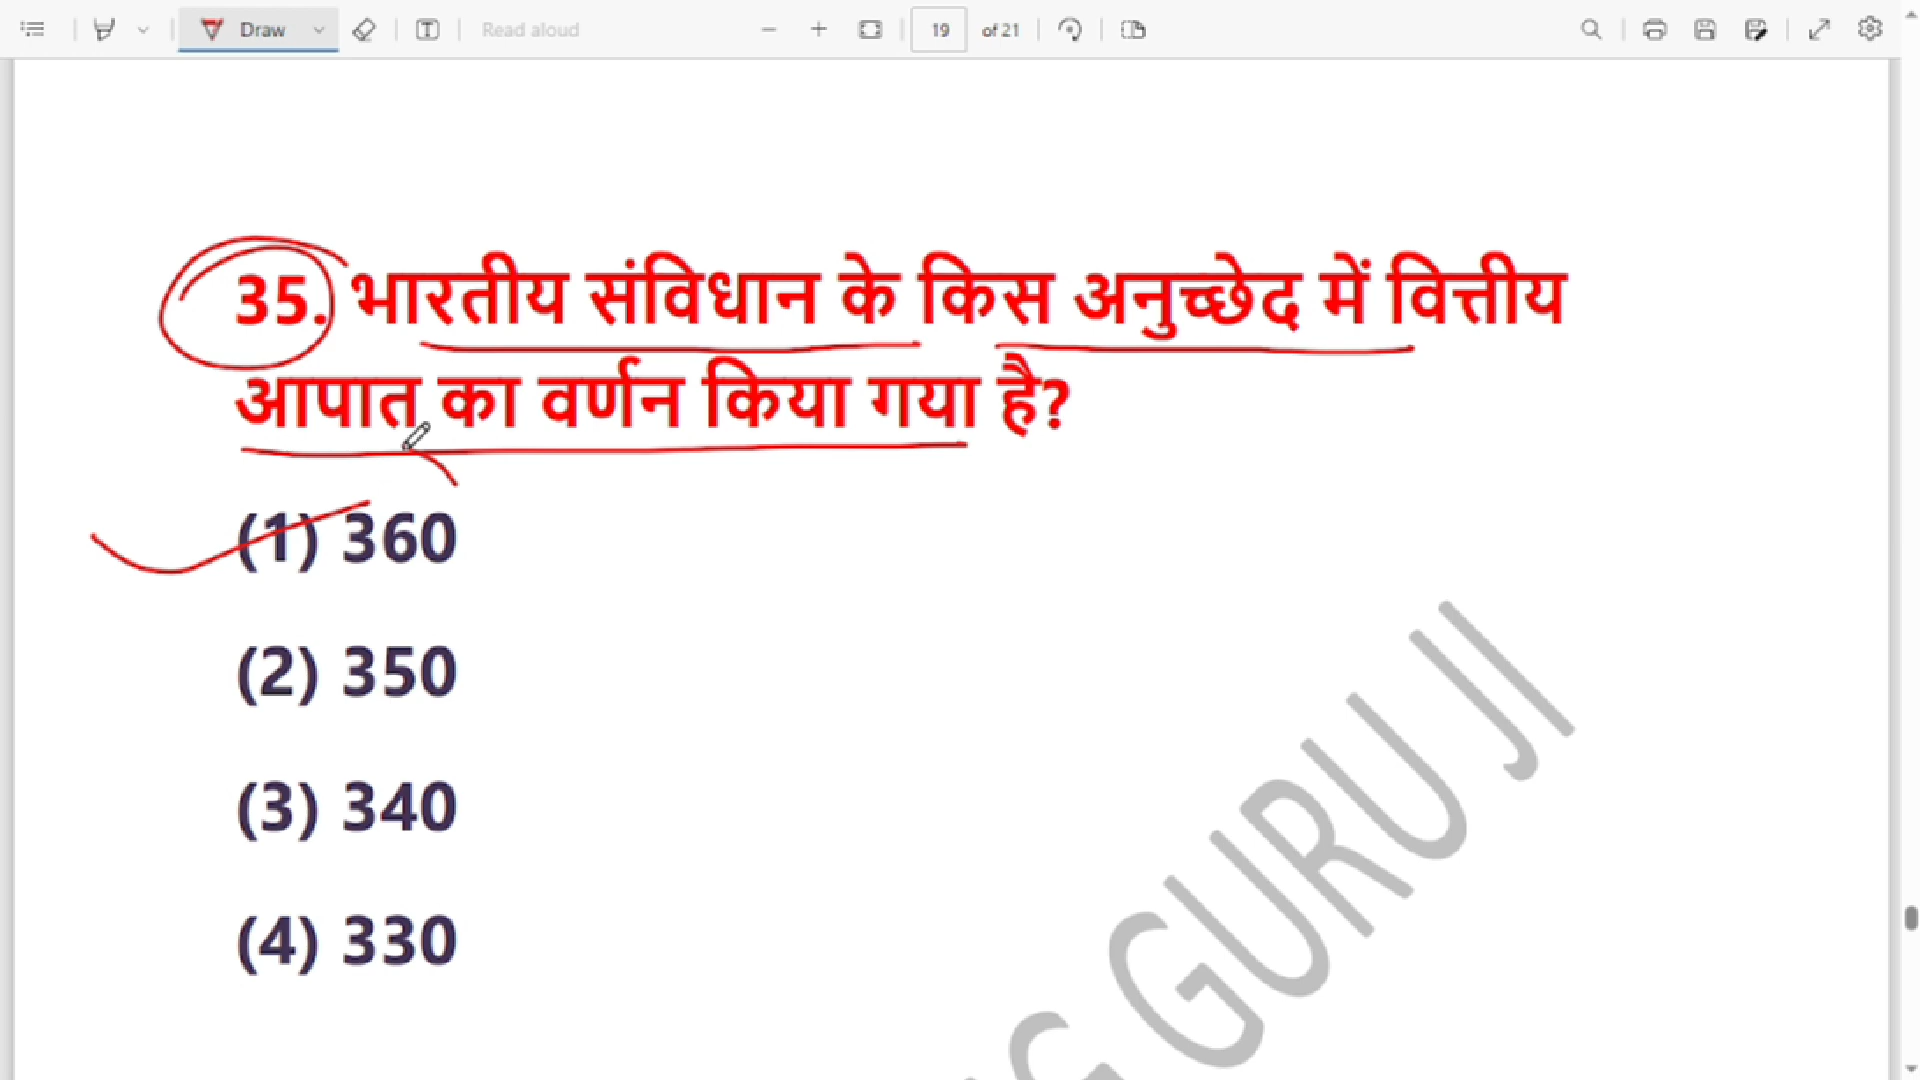 Draw
Read aloud
19 of 21
35. भारतीय संविधान के किस अनुच्छेद में वित्तीय
आपात का वर्णन किया गया है?
(1) 360
(2) 350
(3) 340
(4) 330
GURU JI